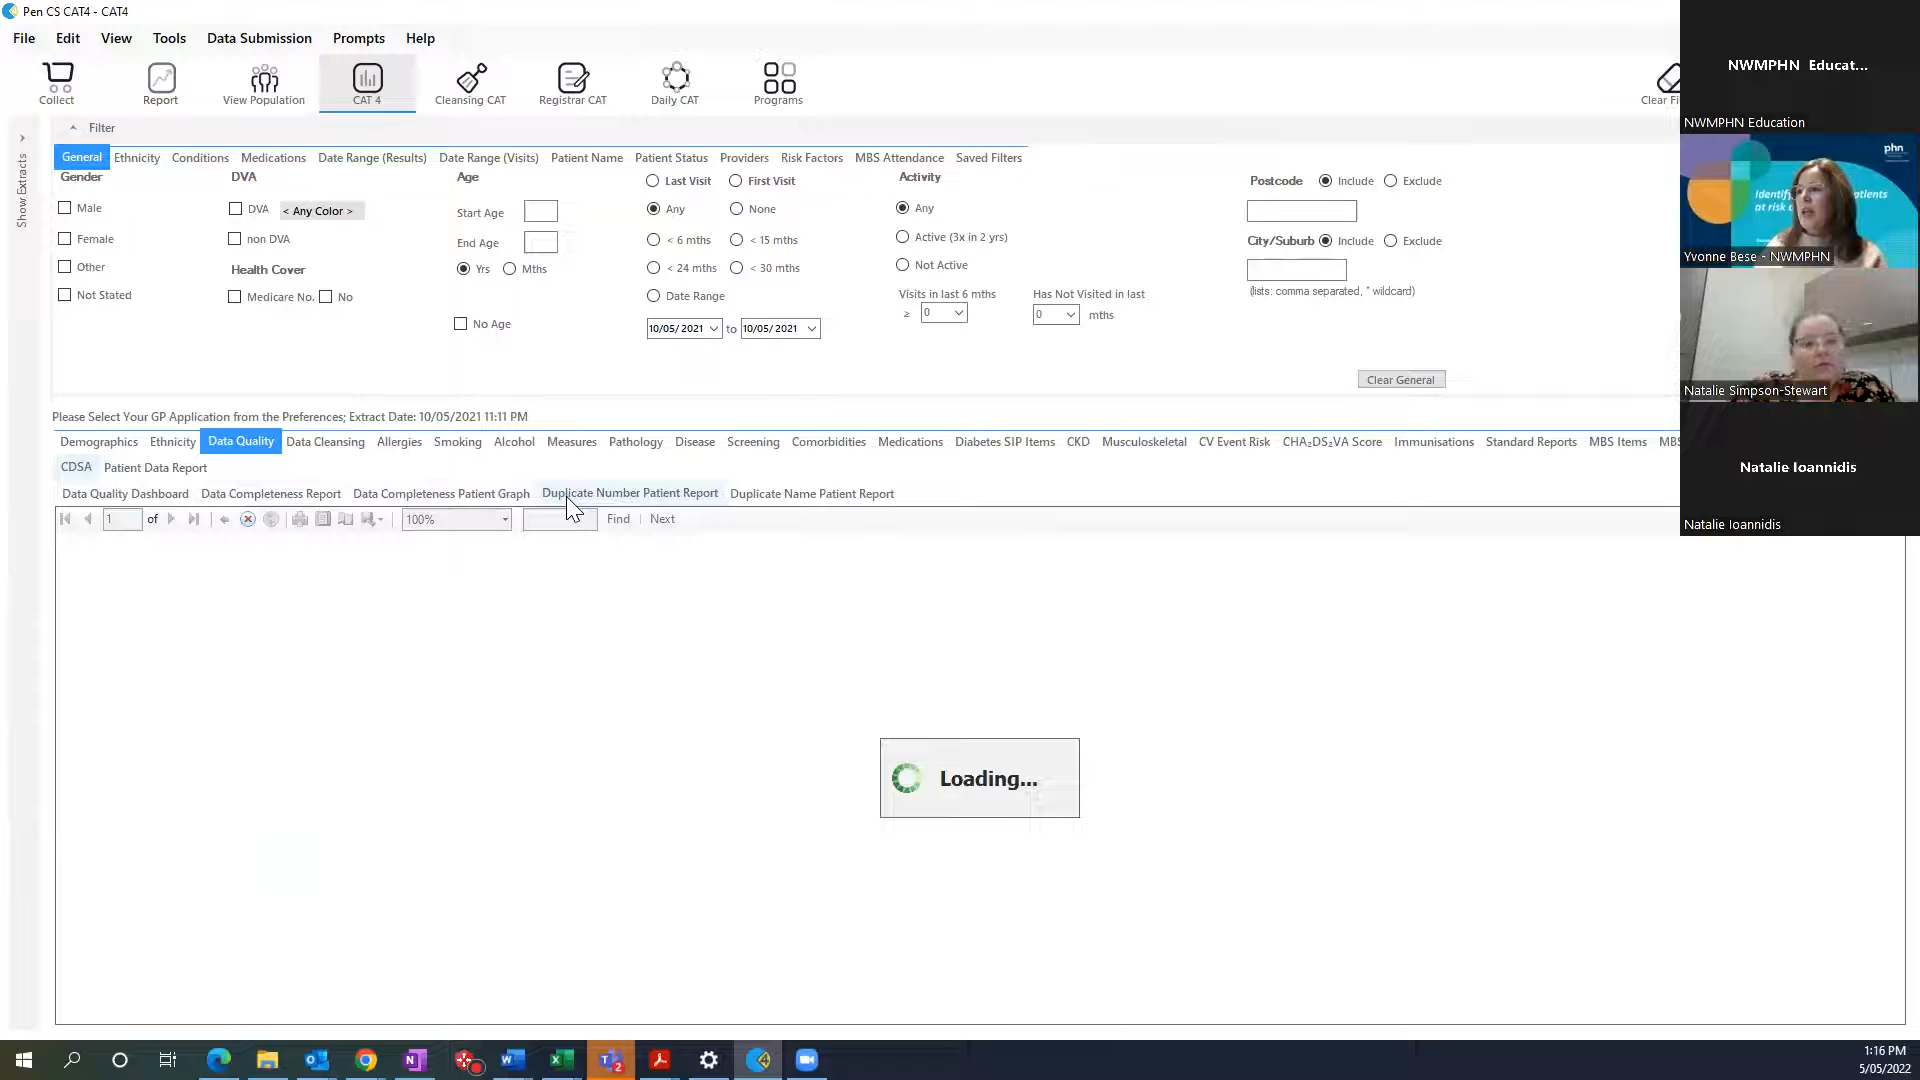 Pen CS CAT4 - CAT4
File Edit View Tools Data Submission Prompts Help
Collect Report View Population CAT 4 Cleansing CAT Registrar CAT Daily CAT Programs
Filter
General Ethnicity Conditions Medications Date Range (Results) Date Range (Visits) Patient Name Patient Status Providers Risk Factors MBS Attendance Saved Filters
Gender DVA Age Last Visit First Visit Activity Postcode Include Exclude
Male DVA < Any Color > Start Age Any None Any
Female non DVA End Age < 6 mths < 15 mths Active (3x in 2 yrs) City/Suburb Include Exclude
Other Health Cover Yrs Mths < 24 mths < 30 mths Not Active
Not Stated Medicare No. No Date Range Visits in last 6 mths Has Not Visited in last (lists: comma separated, * wildcard)
≥ 0 0 mths
No Age 10/05/2021 to 10/05/2021
Clear General
Please Select Your GP Application from the Preferences; Extract Date: 10/05/2021 11:11 PM
Demographics Ethnicity Data Quality Data Cleansing Allergies Smoking Alcohol Measures Pathology Disease Screening Comorbidities Medications Diabetes SIP Items CKD Musculoskeletal CV Event Risk CHA₂DS₂VA Score Immunisations Standard Reports MBS Items MBS
CDSA Patient Data Report
Data Quality Dashboard Data Completeness Report Data Completeness Patient Graph Duplicate Number Patient Report Duplicate Name Patient Report
1 of 100% Find Next
Loading...
Show Extracts
NWMPHN Educat...
NWMPHN Education
phn
Yvonne Bese - NWMPHN
Natalie Simpson-Stewart
Natalie Ioannidis
Natalie Ioannidis
1:16 PM
5/05/2022